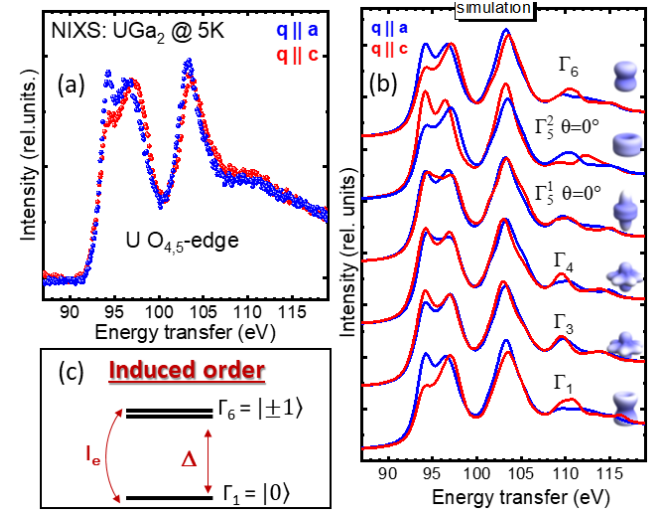 NIXS: UGa₂ @ 5K
q || a
q || c
(a)
U O₄,₅-edge
Intensity (rel.units.)
90 95 100 105 110 115
Energy transfer (eV)
(c)
Induced order
Γ₆ = |±1⟩
Iₑ
Δ
Γ₁ = |0⟩
simulation
q || a
q || c
(b)
Γ₆
Γ₅² θ=0°
Γ₅¹ θ=0°
Γ₄
Γ₃
Γ₁
Intensity (rel. units)
90 95 100 105 110 115
Energy transfer (eV)